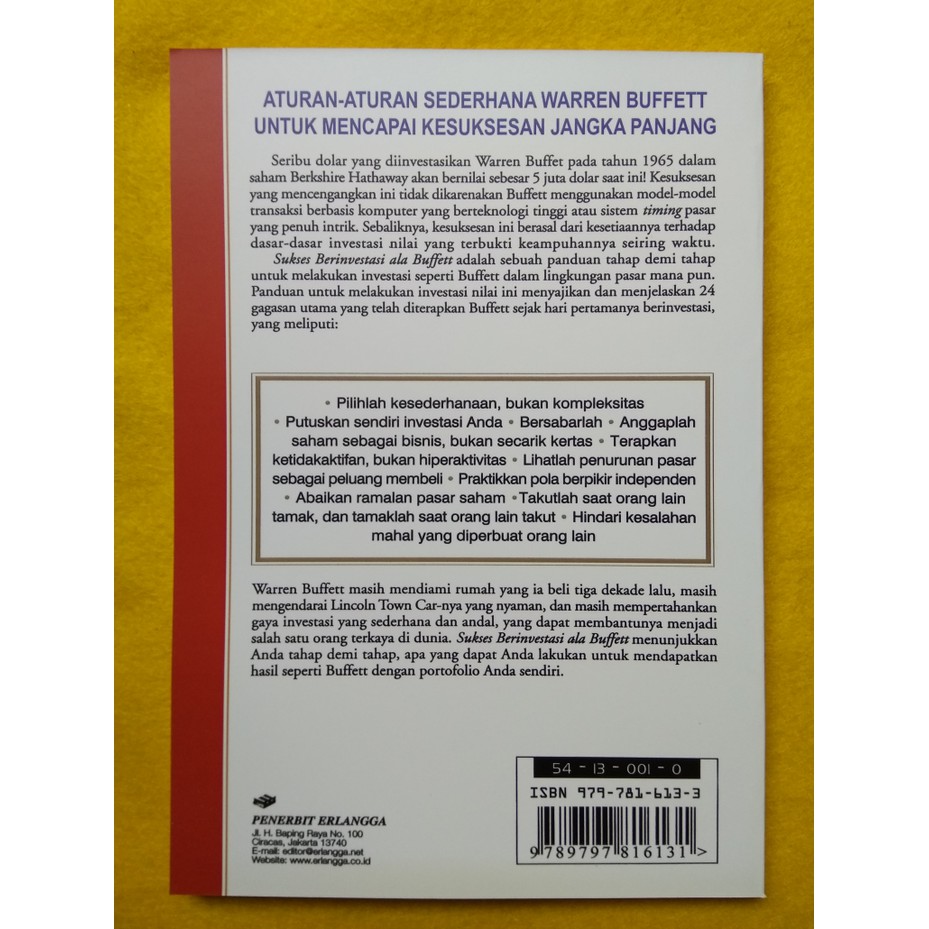 ATURAN-ATURAN SEDERHANA WARREN BUFFETT
UNTUK MENCAPAI KESUKSESAN JANGKA PANJANG
Seribu dolar yang diinvestasikan Warren Buffet pada tahun 1965 dalam
saham Berkshire Hathaway akan bernilai sebesar 5 juta dolar saat ini! Kesuksesan
yang mencengangkan ini tidak dikarenakan Buffett menggunakan model-model
transaksi berbasis komputer yang berteknologi tinggi atau sistem timing pasar
yang penuh intrik. Sebaliknya, kesuksesan ini berasal dari kesetiaannya terhadap
dasar-dasar investasi nilai yang terbukti keampuhannya seiring waktu.
Sukses Berinvestasi ala Buffett adalah sebuah panduan tahap demi tahap
untuk melakukan investasi seperti Buffett dalam lingkungan pasar mana pun.
Panduan untuk melakukan investasi nilai ini menyajikan dan menjelaskan 24
gagasan utama yang telah diterapkan Buffett sejak hari pertamanya berinvestasi,
yang meliputi:
• Pilihlah kesederhanaan, bukan kompleksitas
• Putuskan sendiri investasi Anda • Bersabarlah • Anggaplah
saham sebagai bisnis, bukan secarik kertas • Terapkan
ketidakaktifan, bukan hiperaktivitas • Lihatlah penurunan pasar
sebagai peluang membeli • Praktikkan pola berpikir independen
• Abaikan ramalan pasar saham •Takutlah saat orang lain
tamak, dan tamaklah saat orang lain takut • Hindari kesalahan
mahal yang diperbuat orang lain
Warren Buffett masih mendiami rumah yang ia beli tiga dekade lalu, masih
mengendarai Lincoln Town Car-nya yang nyaman, dan masih mempertahankan
gaya investasi yang sederhana dan andal, yang dapat membantunya menjadi
salah satu orang terkaya di dunia. Sukses Berinvestasi ala Buffett menunjukkan
Anda tahap demi tahap, apa yang dapat Anda lakukan untuk mendapatkan
hasil seperti Buffett dengan portofolio Anda sendiri.
54 - 13 - 001 - 0
ISBN 979-781-613-3
9 789797 816131 >
PENERBIT ERLANGGA
Jl. H. Baping Raya No. 100
Ciracas, Jakarta 13740
E-mail: editor@erlangga.net
Website: www.erlangga.co.id